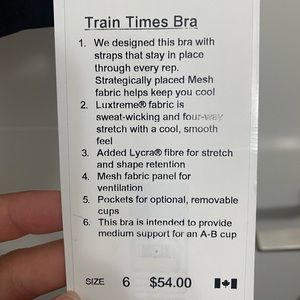 Train Times Bra
1. We designed this bra with
straps that stay in place
through every rep.
Strategically placed Mesh
fabric helps keep you cool
2. Luxtreme® fabric is
sweat-wicking and four-way
stretch with a cool, smooth
feel
3. Added Lycra® fibre for stretch
and shape retention
4. Mesh fabric panel for
ventilation
5. Pockets for optional, removable
cups
6. This bra is intended to provide
medium support for an A-B cup
SIZE 6 $54.00